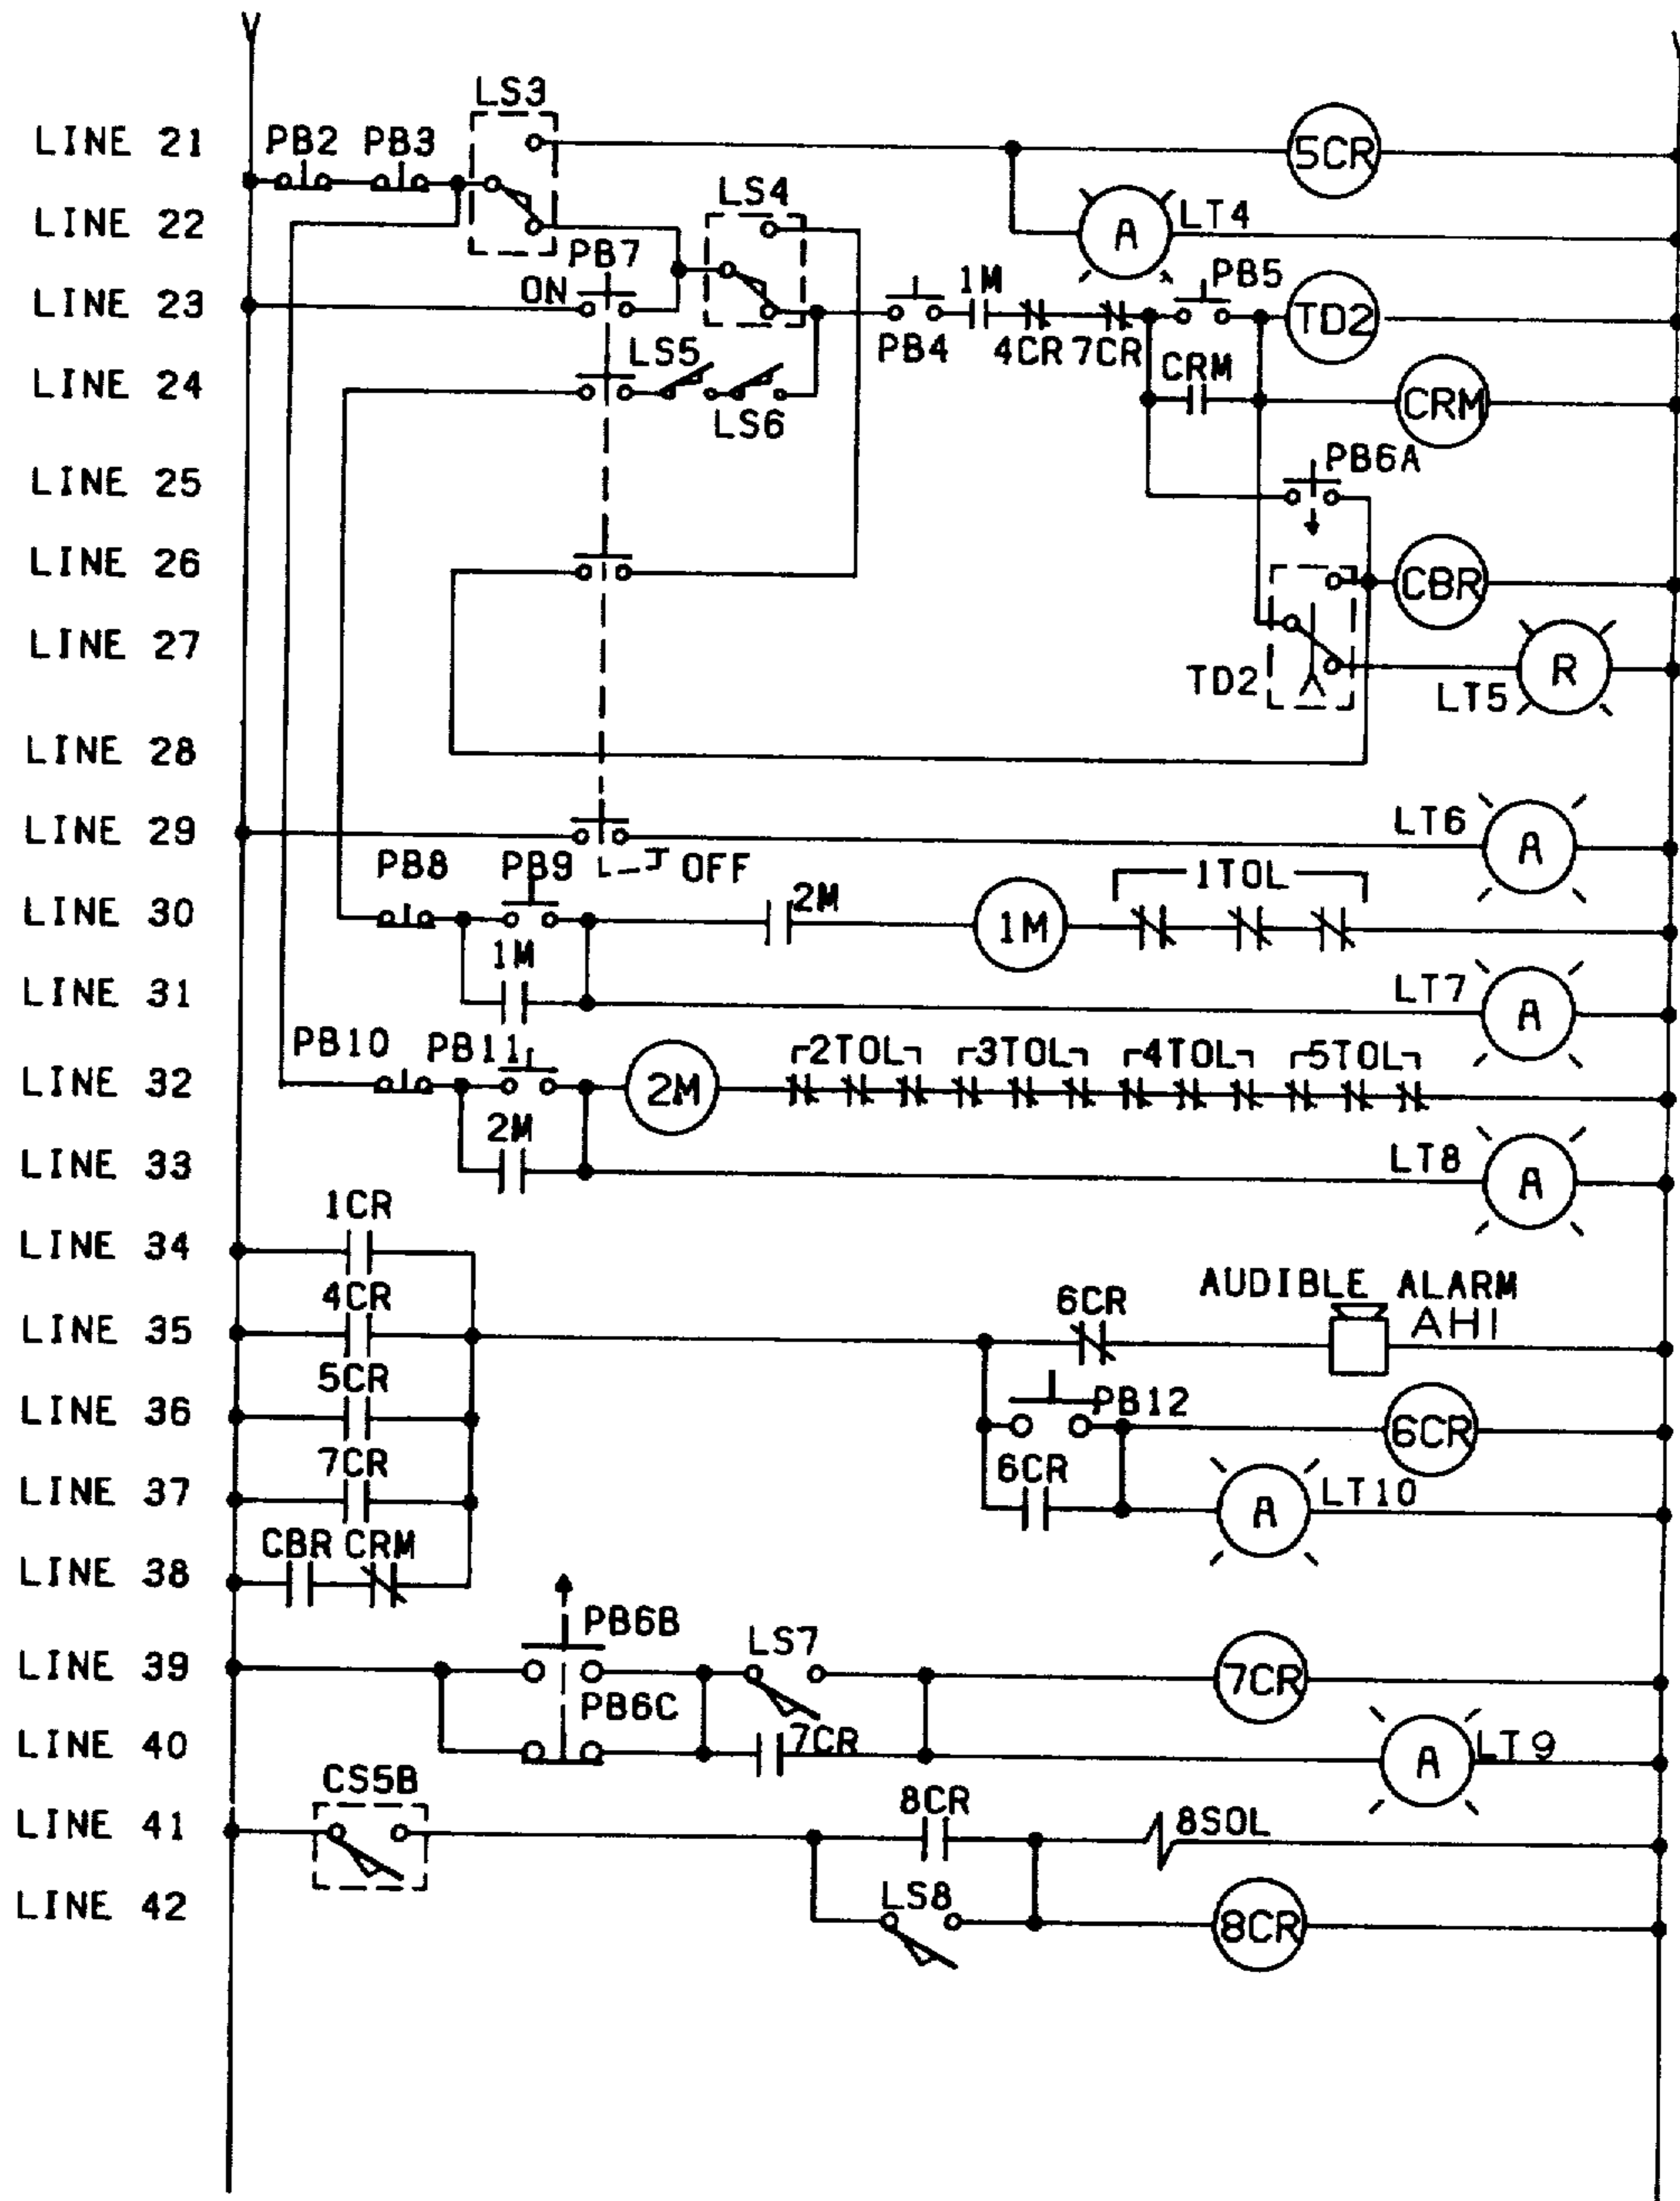 LS3
LINE 21 PB2 PB3 5CR
LINE 22 LS4 A LT4
PB7
LINE 23 ON 1M PB5 TD2
PB4 4CR 7CR
LINE 24 LS5 LS6 CRM CRM
LINE 25 PB6A
LINE 26 CBR
LINE 27 TD2 LT5 R
LINE 28
LINE 29 LT6 A
OFF
LINE 30 PB8 PB9 2M 1M 1TOL
LINE 31 1M LT7 A
LINE 32 PB10 PB11 2M 2TOL 3TOL 4TOL 5TOL
LINE 33 2M LT8 A
LINE 34 1CR
AUDIBLE ALARM
LINE 35 4CR 6CR AH1
LINE 36 5CR PB12 6CR
LINE 37 7CR 6CR A LT10
LINE 38 CBR CRM
LINE 39 PB6B LS7 7CR
LINE 40 PB6C 7CR A LT9
LINE 41 CS5B 8CR 8SOL
LINE 42 LS8 8CR